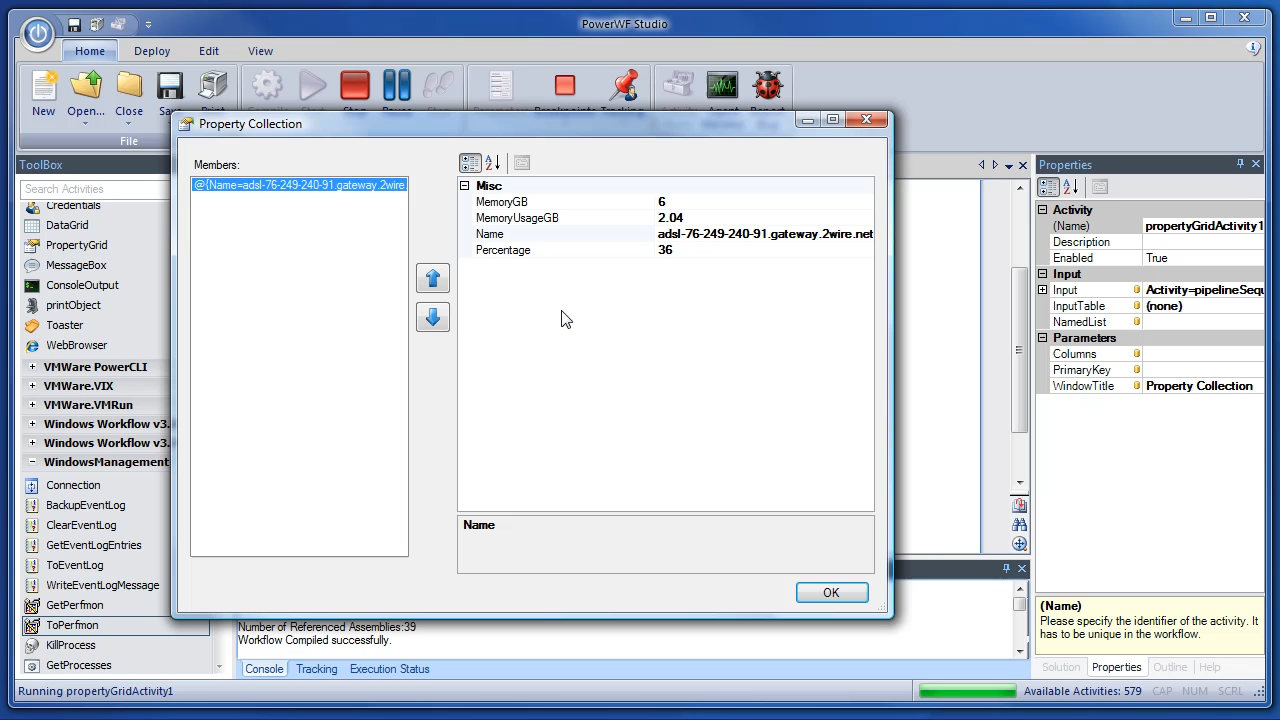 PowerWF Studio
Home Deploy Edit View
New Open... Close
File
Property Collection
ToolBox
Search Activities
Credentials
DataGrid
PropertyGrid
MessageBox
ConsoleOutput
printObject
Toaster
WebBrowser
VMWare PowerCLI
VMWare.VIX
VMWare.VMRun
Windows Workflow v3.
Windows Workflow v3.
WindowsManagement
Connection
BackupEventLog
ClearEventLog
GetEventLogEntries
ToEventLog
WriteEventLogMessage
GetPerfmon
ToPerfmon
KillProcess
GetProcesses
Members:
@{Name=adsl-76-249-240-91.gateway.2wire.
Misc
MemoryGB 6
MemoryUsageGB 2.04
Name adsl-76-249-240-91.gateway.2wire.net
Percentage 36
Name
OK
Number of Referenced Assemblies:39
Workflow Compiled successfully.
Console Tracking Execution Status
Properties
Activity
(Name) propertyGridActivity1
Description
Enabled True
Input
Input Activity=pipelineSequ
InputTable (none)
NamedList
Parameters
Columns
PrimaryKey
WindowTitle Property Collection
(Name)
Please specify the identifier of the activity. It
has to be unique in the workflow.
Solution Properties Outline Help
Running propertyGridActivity1
Available Activities: 579 CAP NUM SCRL